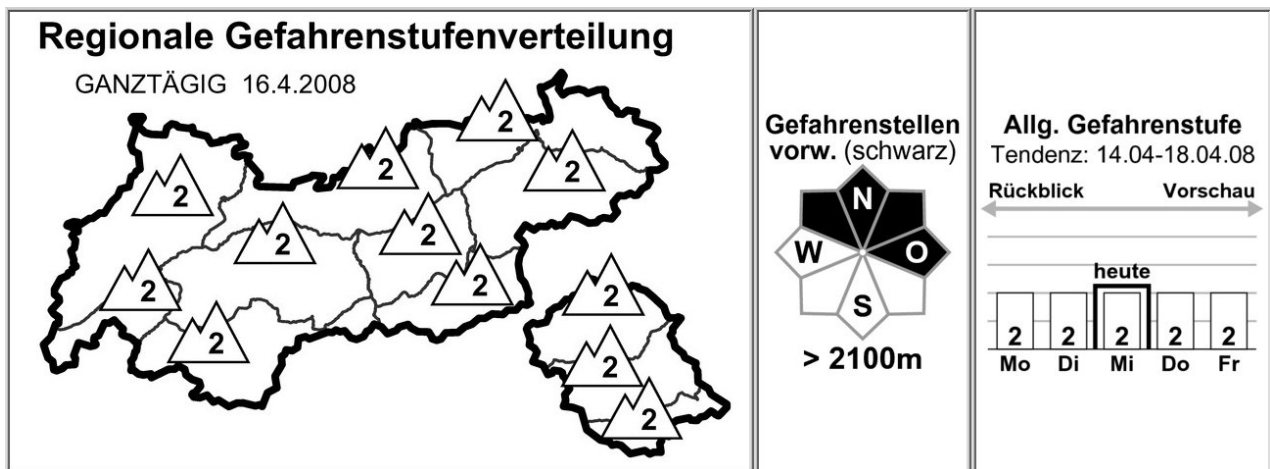 Regionale Gefahrenstufenverteilung
GANZTÄGIG 16.4.2008
2
2
2
2
2
2
2
2
2
2
2
2
Gefahrenstellen
vorw. (schwarz)
N
W O
S
> 2100m
Allg. Gefahrenstufe
Tendenz: 14.04-18.04.08
Rückblick Vorschau
heute
2 2 2 2 2
Mo Di Mi Do Fr